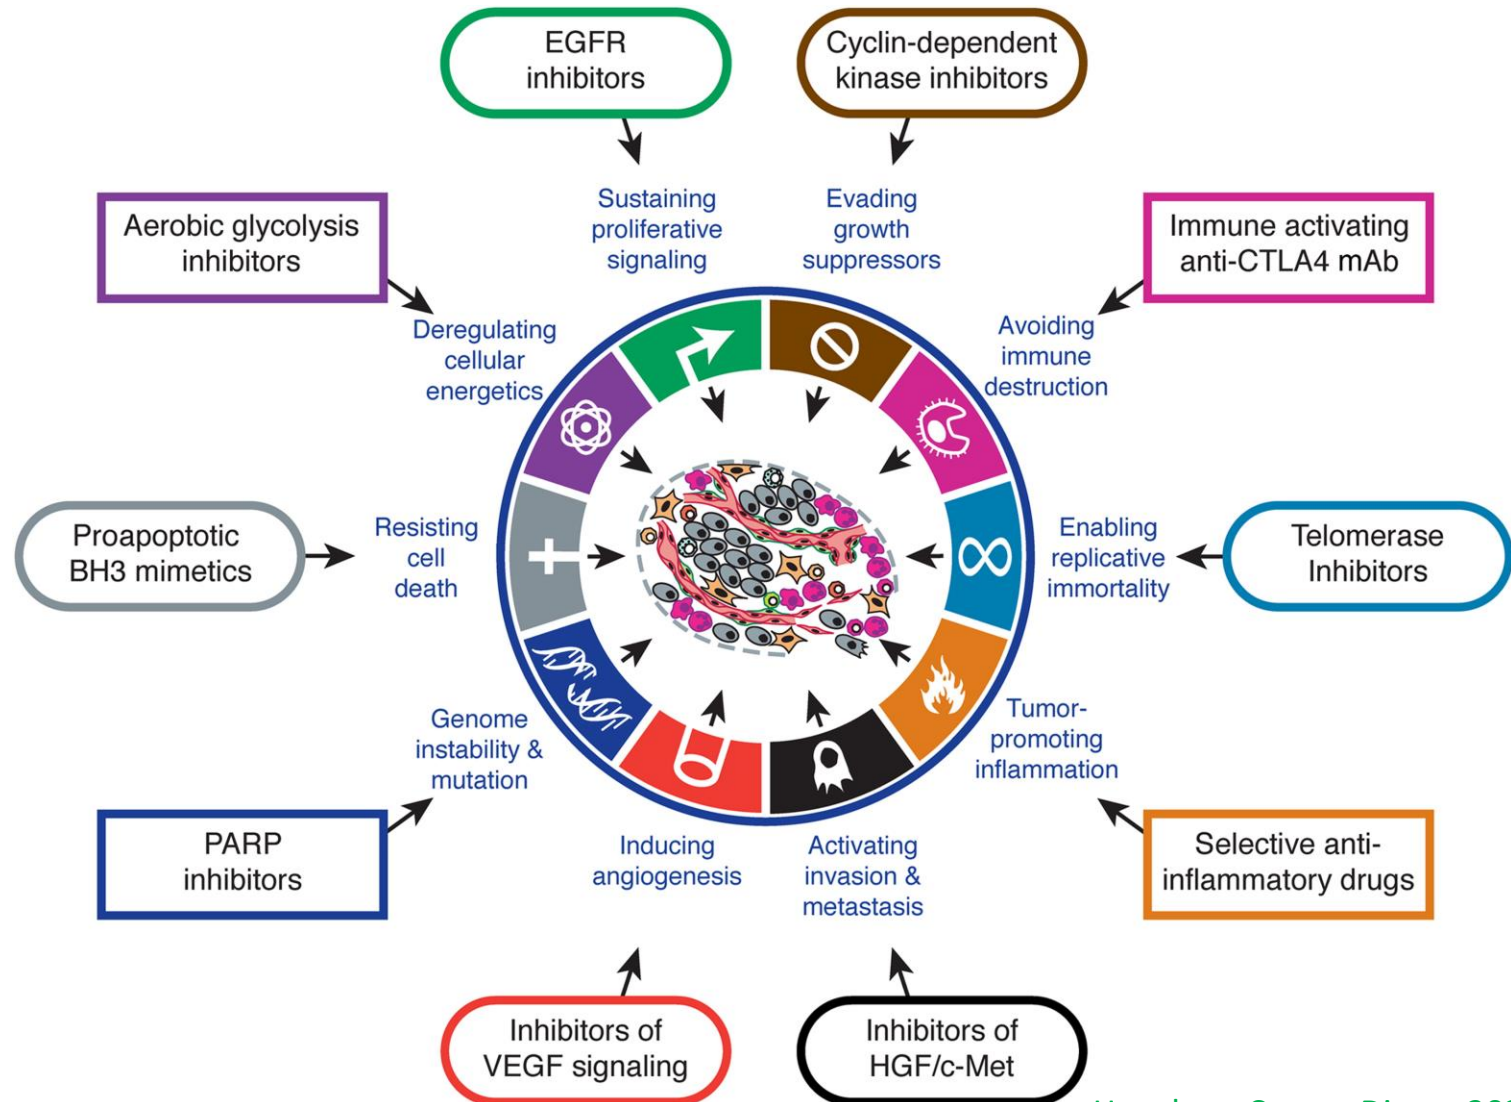 EGFR
inhibitors
Cyclin-dependent
kinase inhibitors
Aerobic glycolysis
inhibitors
Sustaining
proliferative
signaling
Evading
growth
suppressors
Immune activating
anti-CTLA4 mAb
Deregulating
cellular
energetics
Avoiding
immune
destruction
Proapoptotic
BH3 mimetics
Resisting
cell
death
Enabling
replicative
immortality
Telomerase
Inhibitors
Genome
instability &
mutation
Tumor-
promoting
inflammation
PARP
inhibitors
Inducing
angiogenesis
Activating
invasion &
metastasis
Selective anti-
inflammatory drugs
Inhibitors of
VEGF signaling
Inhibitors of
HGF/c-Met